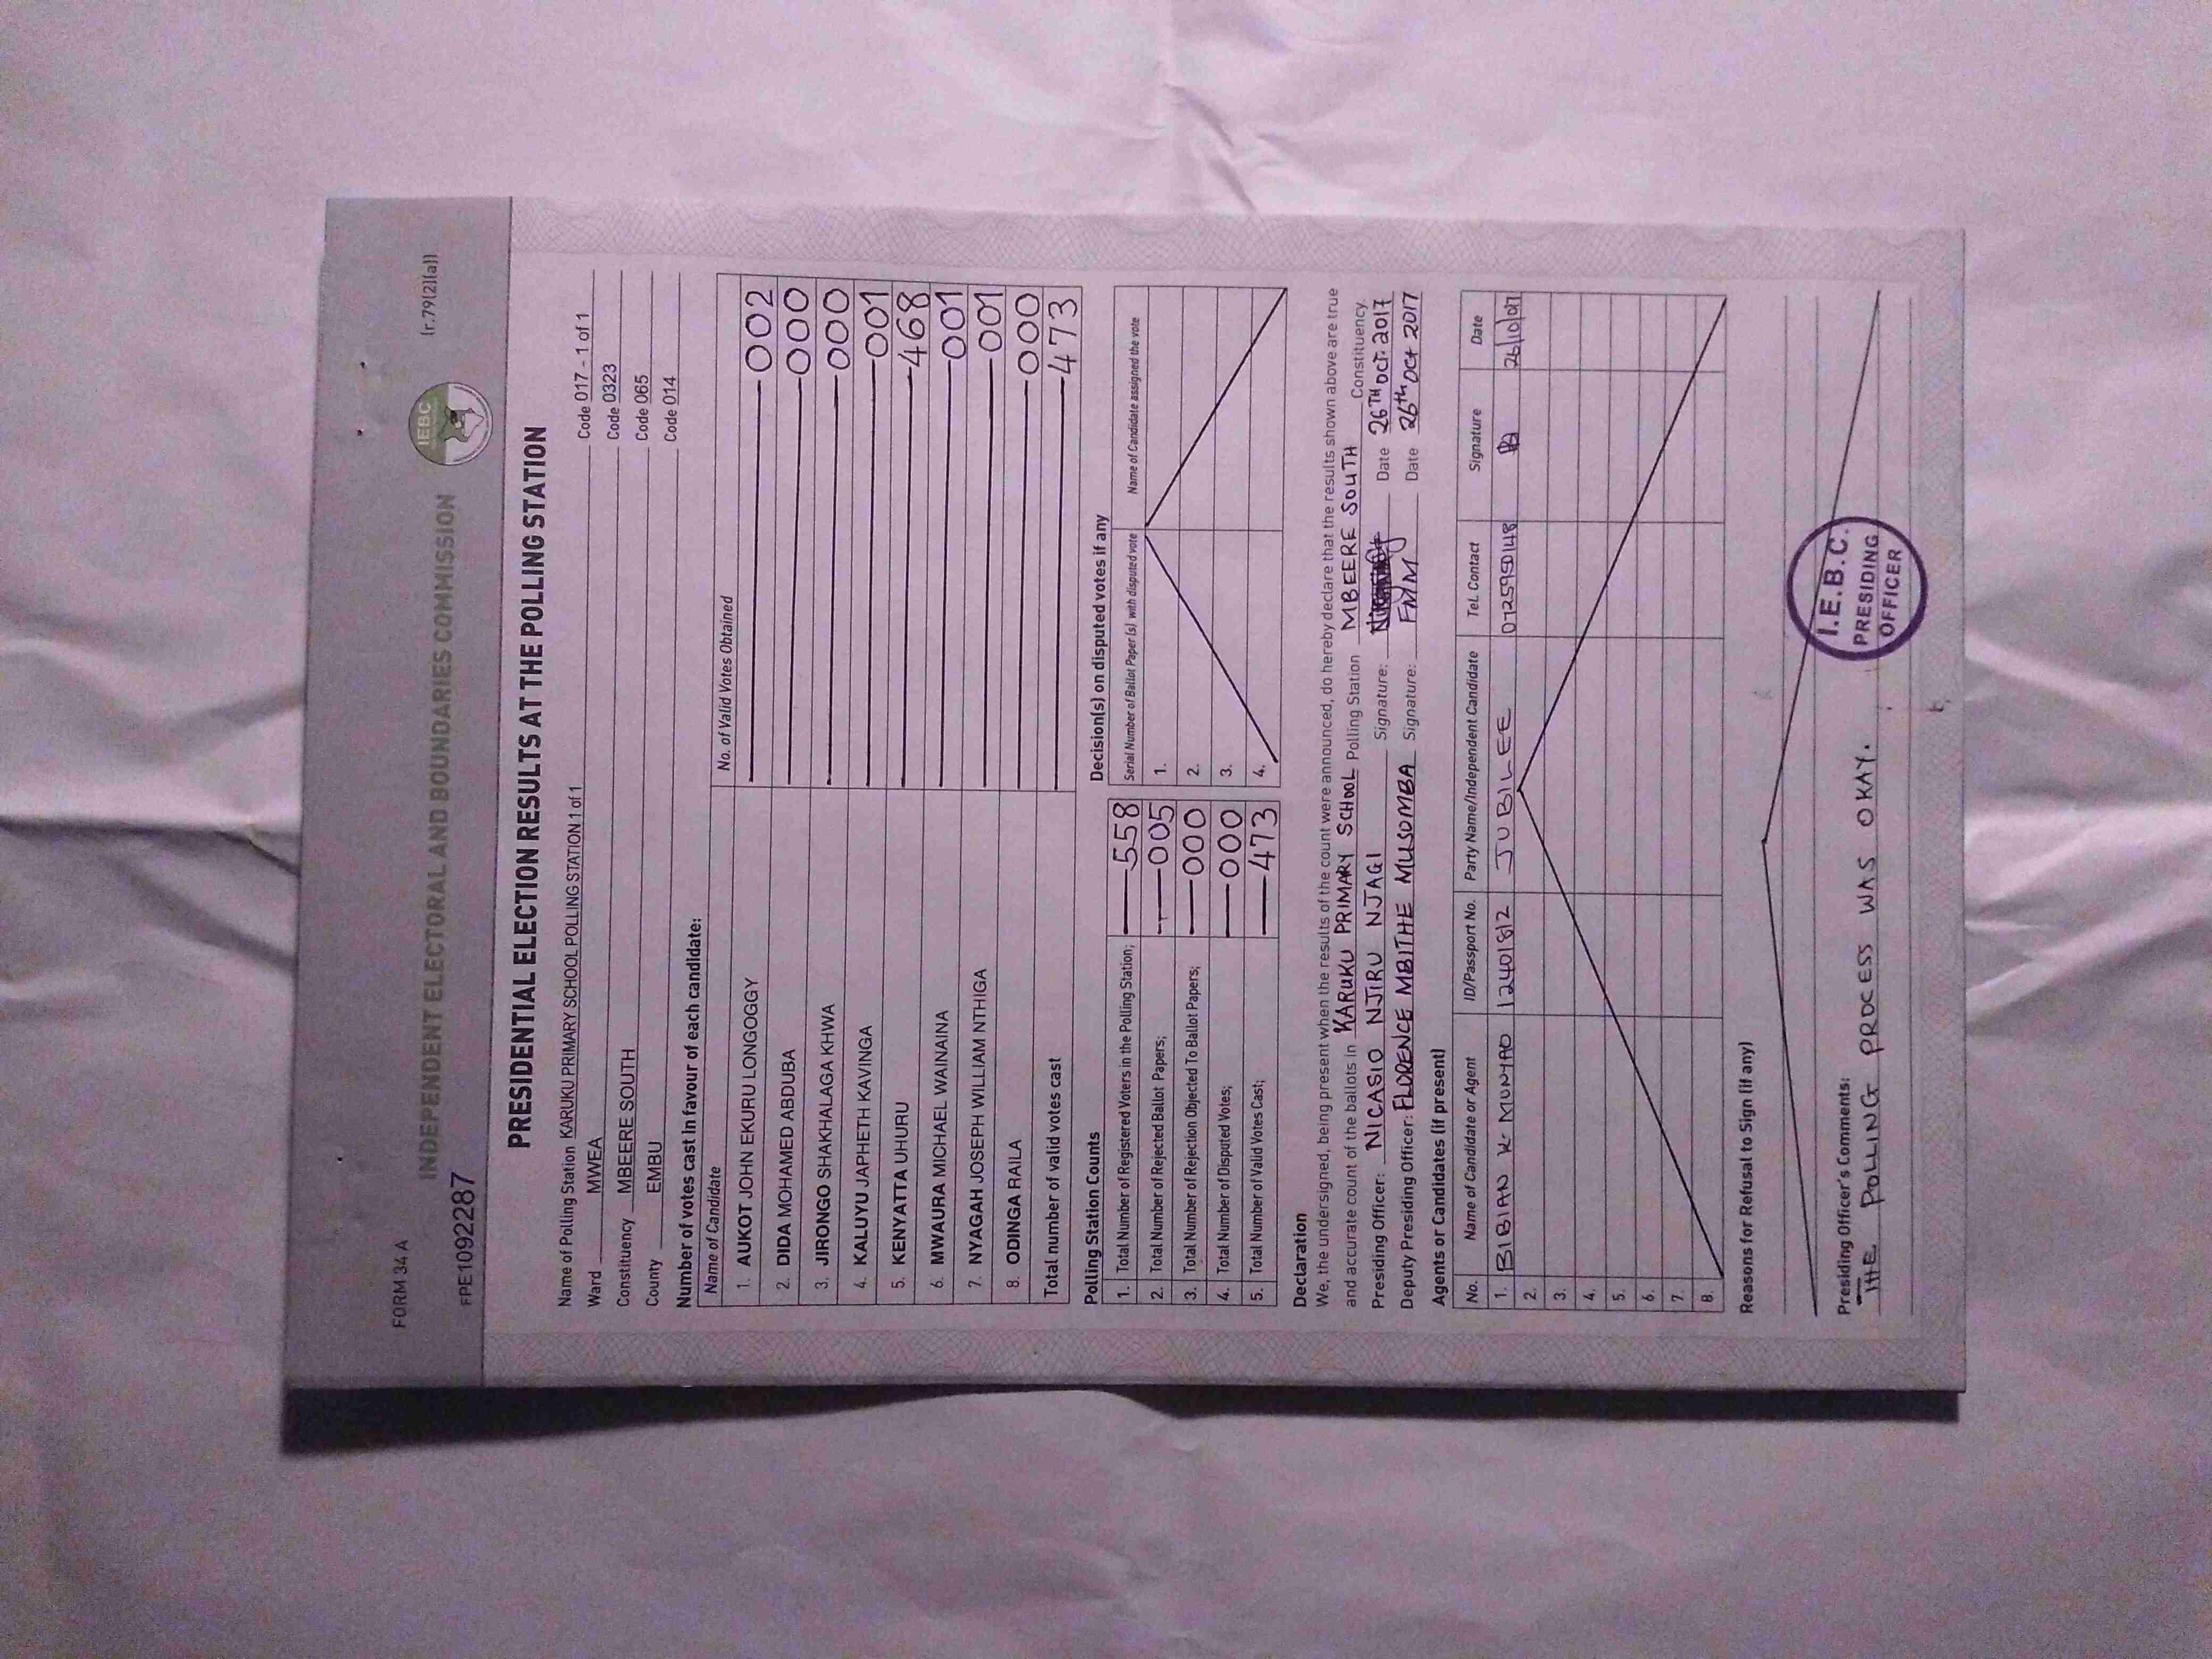 FORM 34 A
(r.79(2)(a))
INDEPENDENT ELECTORAL AND BOUNDARIES COMMISSION
IEBC
FPE1092287
PRESIDENTIAL ELECTION RESULTS AT THE POLLING STATION
Name of Polling Station KARUKU PRIMARY SCHOOL POLLING STATION 1 of 1 Code 017 - 1 of 1
Ward MWEA Code 0323
Constituency MBEERE SOUTH Code 065
County EMBU Code 014
Number of votes cast in favour of each candidate:
Name of Candidate No. of Valid Votes Obtained
1. AUKOT JOHN EKURU LONGOGGY 002
2. DIDA MOHAMED ABDUBA 000
3. JIRONGO SHAKHALAGA KHWA 000
4. KALUYU JAPHETH KAVINGA 001
5. KENYATTA UHURU 468
6. MWAURA MICHAEL WAINAINA 001
7. NYAGAH JOSEPH WILLIAM NTHIGA 001
8. ODINGA RAILA 000
Total number of valid votes cast 473
Polling Station Counts
1. Total Number of Registered Voters in the Polling Station; 558
2. Total Number of Rejected Ballot Papers; 005
3. Total Number of Rejection Objected To Ballot Papers; 000
4. Total Number of Disputed Votes; 000
5. Total Number of Valid Votes Cast; 473
Decision(s) on disputed votes if any
Serial Number of Ballot Paper (s) with disputed vote Name of Candidate assigned the vote
1.
2.
3.
4.
Declaration
We, the undersigned, being present when the results of the count were announced, do hereby declare that the results shown above are true
and accurate count of the ballots in KARUKU PRIMARY SCHOOL Polling Station MBEERE SOUTH Constituency.
Presiding Officer: NICASIO NJIRU NJAGI Signature: Date 26TH OCT. 2017
Deputy Presiding Officer: FLORENCE MBITHE MUSOMBA Signature: FMM Date 26th OCT 2017
Agents or Candidates (if present)
No. Name of Candidate or Agent ID/Passport No. Party Name/Independent Candidate Tel. Contact Signature Date
1. BIBIAN K MUNYAO 12401812 JUBILEE 0725950148
2.
3.
4.
5.
6.
7.
8.
Reasons for Refusal to Sign (if any)
Presiding Officer's Comments:
THE POLLING PROCESS WAS OKAY.
I.E.B.C.
PRESIDING
OFFICER